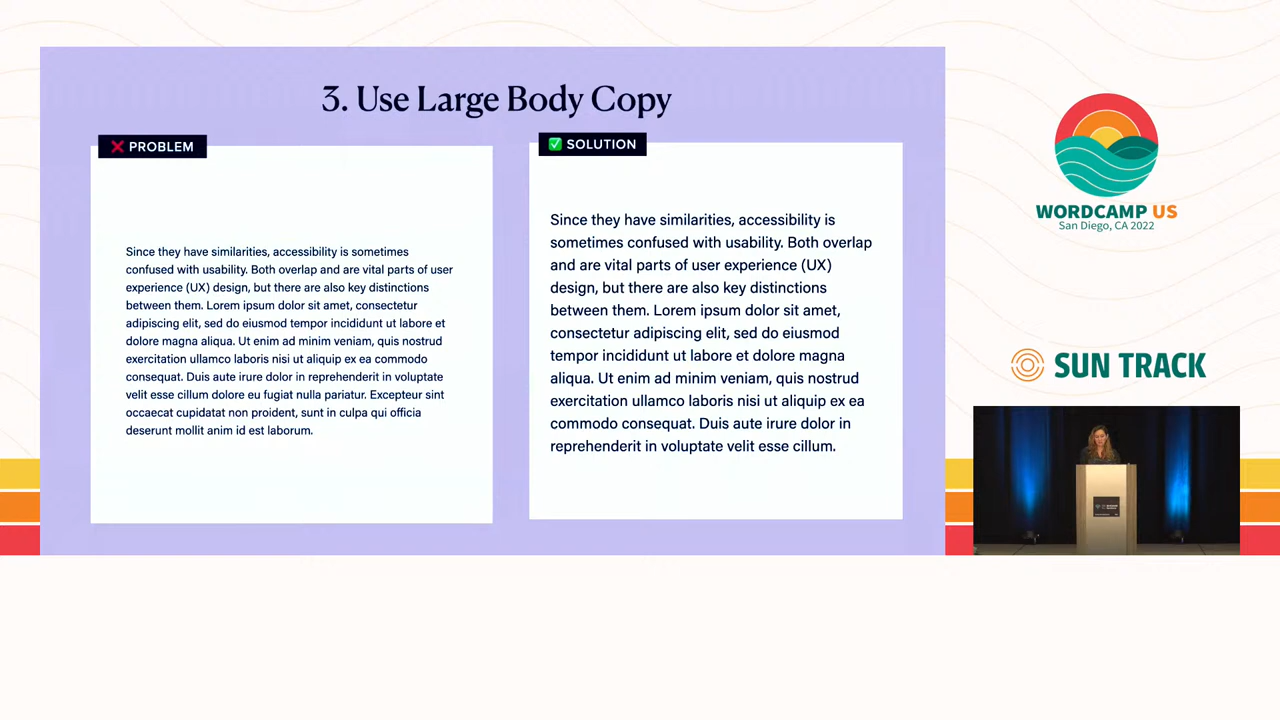 3. Use Large Body Copy
❌ PROBLEM
Since they have similarities, accessibility is sometimes
confused with usability. Both overlap and are vital parts of user
experience (UX) design, but there are also key distinctions
between them. Lorem ipsum dolor sit amet, consectetur
adipiscing elit, sed do eiusmod tempor incididunt ut labore et
dolore magna aliqua. Ut enim ad minim veniam, quis nostrud
exercitation ullamco laboris nisi ut aliquip ex ea commodo
consequat. Duis aute irure dolor in reprehenderit in voluptate
velit esse cillum dolore eu fugiat nulla pariatur. Excepteur sint
occaecat cupidatat non proident, sunt in culpa qui officia
deserunt mollit anim id est laborum.
✅ SOLUTION
Since they have similarities, accessibility is
sometimes confused with usability. Both overlap
and are vital parts of user experience (UX)
design, but there are also key distinctions
between them. Lorem ipsum dolor sit amet,
consectetur adipiscing elit, sed do eiusmod
tempor incididunt ut labore et dolore magna
aliqua. Ut enim ad minim veniam, quis nostrud
exercitation ullamco laboris nisi ut aliquip ex ea
commodo consequat. Duis aute irure dolor in
reprehenderit in voluptate velit esse cillum.
WORDCAMP US
San Diego, CA 2022
SUN TRACK